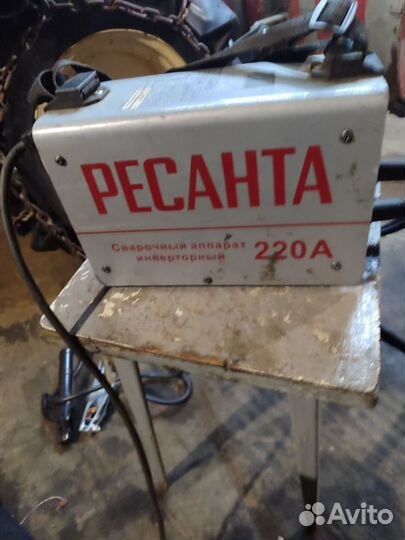 РЕСАНТА
Сварочный аппарат
инверторный
220А
Avito